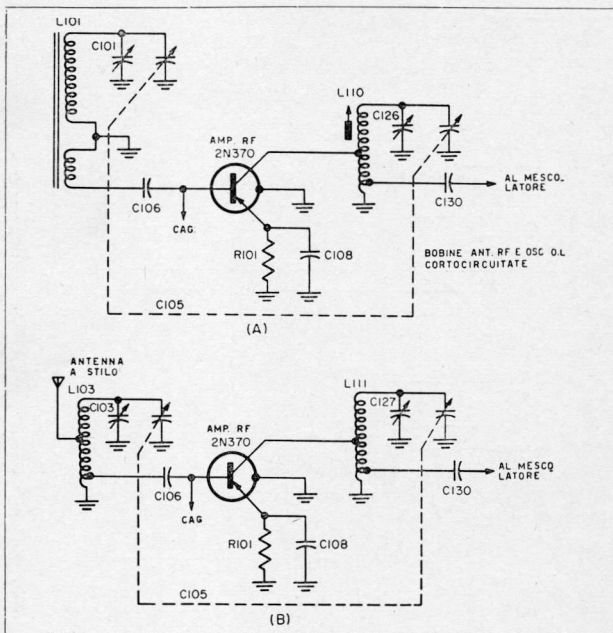 L101
C101
L110
C126
AMP. RF
2N370
AL MESCO_
LATORE
C106
C130
CAG.
R101
C108
BOBINE ANT. RF E OSC O.L
CORTOCIRCUITATE
C105
(A)
ANTENNA
A STILO
L103
C103
L111
C127
AMP. RF
2N370
AL MESCO
LATORE
C106
C130
CAG
R101
C108
C105
(B)